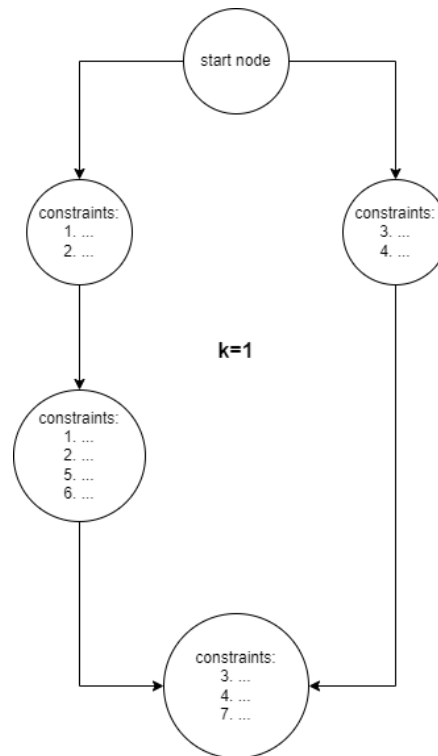 start node
constraints:
1. ...
2. ...
constraints:
3. ...
4. ...
k=1
constraints:
1. ...
2. ...
5. ...
6. ...
constraints:
3. ...
4. ...
7. ...